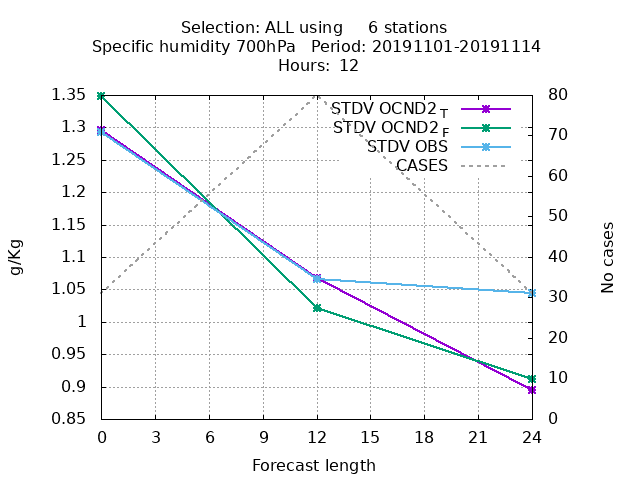 Selection: ALL using 6 stations
Specific humidity 700hPa Period: 20191101-20191114
Hours: 12
STDV OCND2 T
STDV OCND2 F
STDV OBS
CASES
1.35
1.3
1.25
1.2
1.15
1.1
1.05
1
0.95
0.9
0.85
80
70
60
50
40
30
20
10
0
g/Kg
No cases
0 3 6 9 12 15 18 21 24
Forecast length